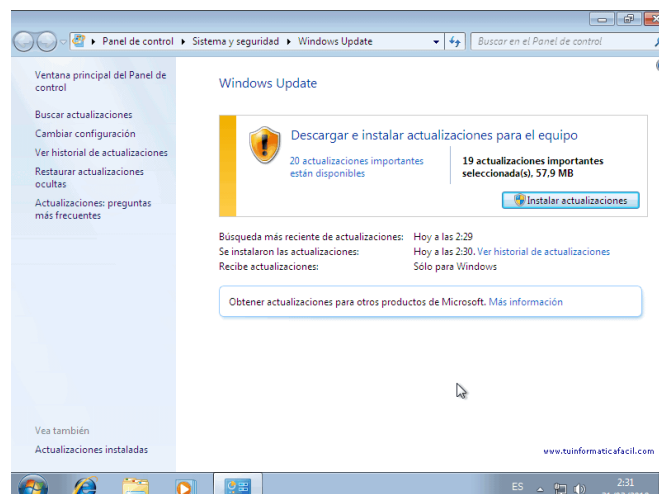 Panel de control
Sistema y seguridad
Windows Update
Buscar en el Panel de control
Ventana principal del Panel de
control
Buscar actualizaciones
Cambiar configuración
Ver historial de actualizaciones
Restaurar actualizaciones
ocultas
Actualizaciones: preguntas
más frecuentes
Vea también
Actualizaciones instaladas
Windows Update
Descargar e instalar actualizaciones para el equipo
20 actualizaciones importantes
están disponibles
19 actualizaciones importantes
seleccionada(s), 57,9 MB
Instalar actualizaciones
Búsqueda más reciente de actualizaciones: Hoy a las 2:29
Se instalaron las actualizaciones: Hoy a las 2:30. Ver historial de actualizaciones
Recibe actualizaciones: Sólo para Windows
Obtener actualizaciones para otros productos de Microsoft. Más información
www.tuinformaticafacil.com
ES
2:31